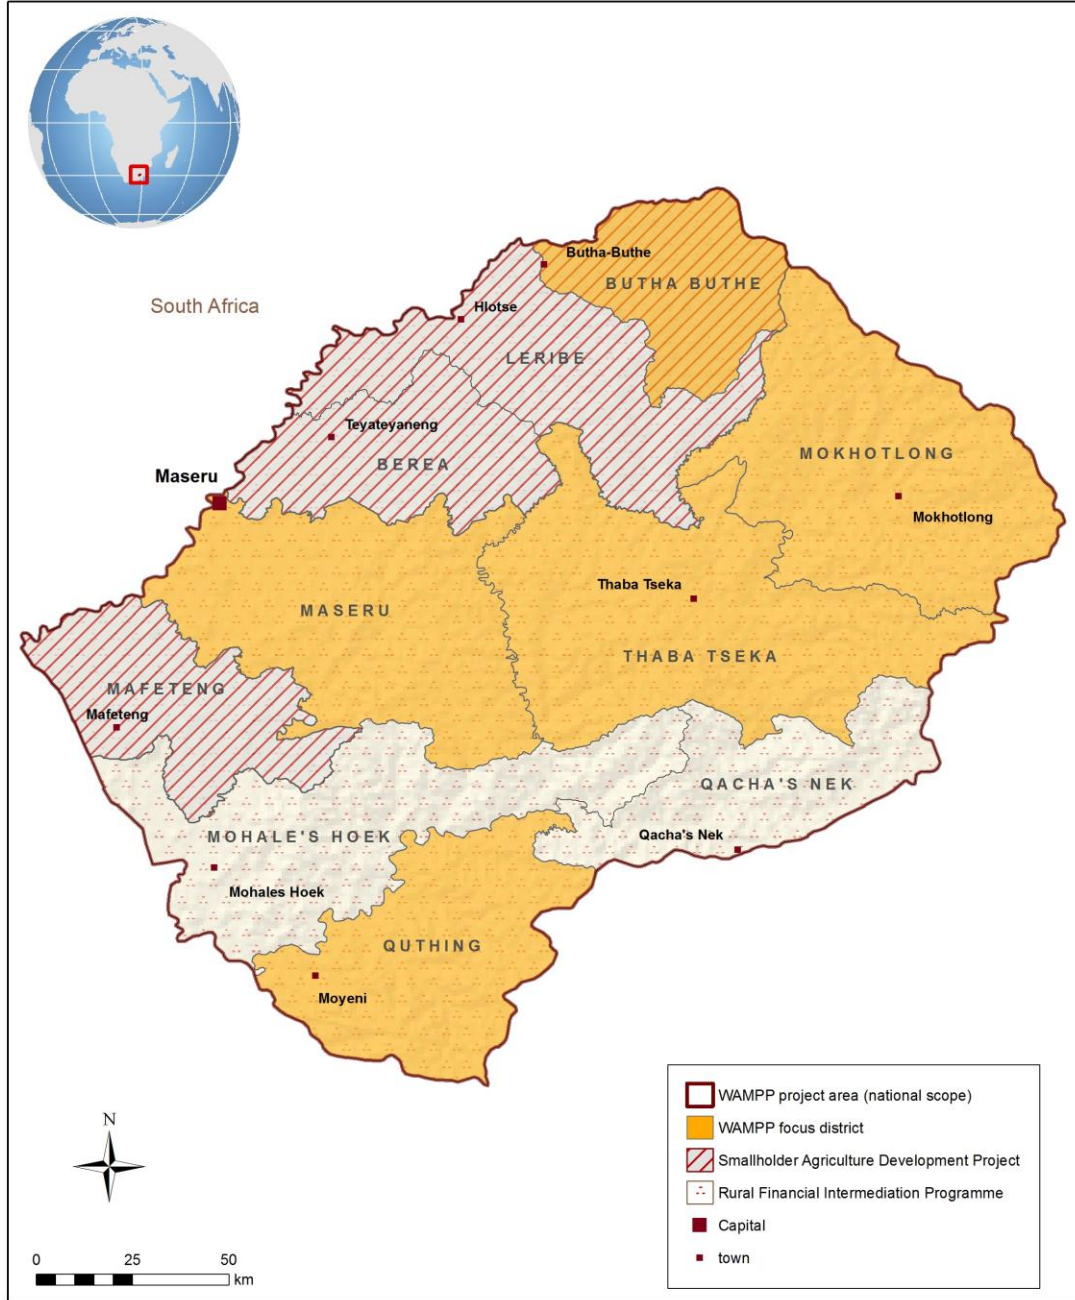 Butha-Buthe
BUTHA BUTHE
South Africa
Hlotse
LERIBE
Teyateyaneng
BEREA
MOKHOTLONG
Maseru
Mokhotlong
Thaba Tseka
MASERU
THABA TSEKA
MAFETENG
Mafeteng
QACHA'S NEK
Qacha's Nek
MOHALE'S HOEK
Mohales Hoek
QUTHING
Moyeni
WAMPP project area (national scope)
WAMPP focus district
Smallholder Agriculture Development Project
Rural Financial Intermediation Programme
Capital
town
N
0 25 50
km